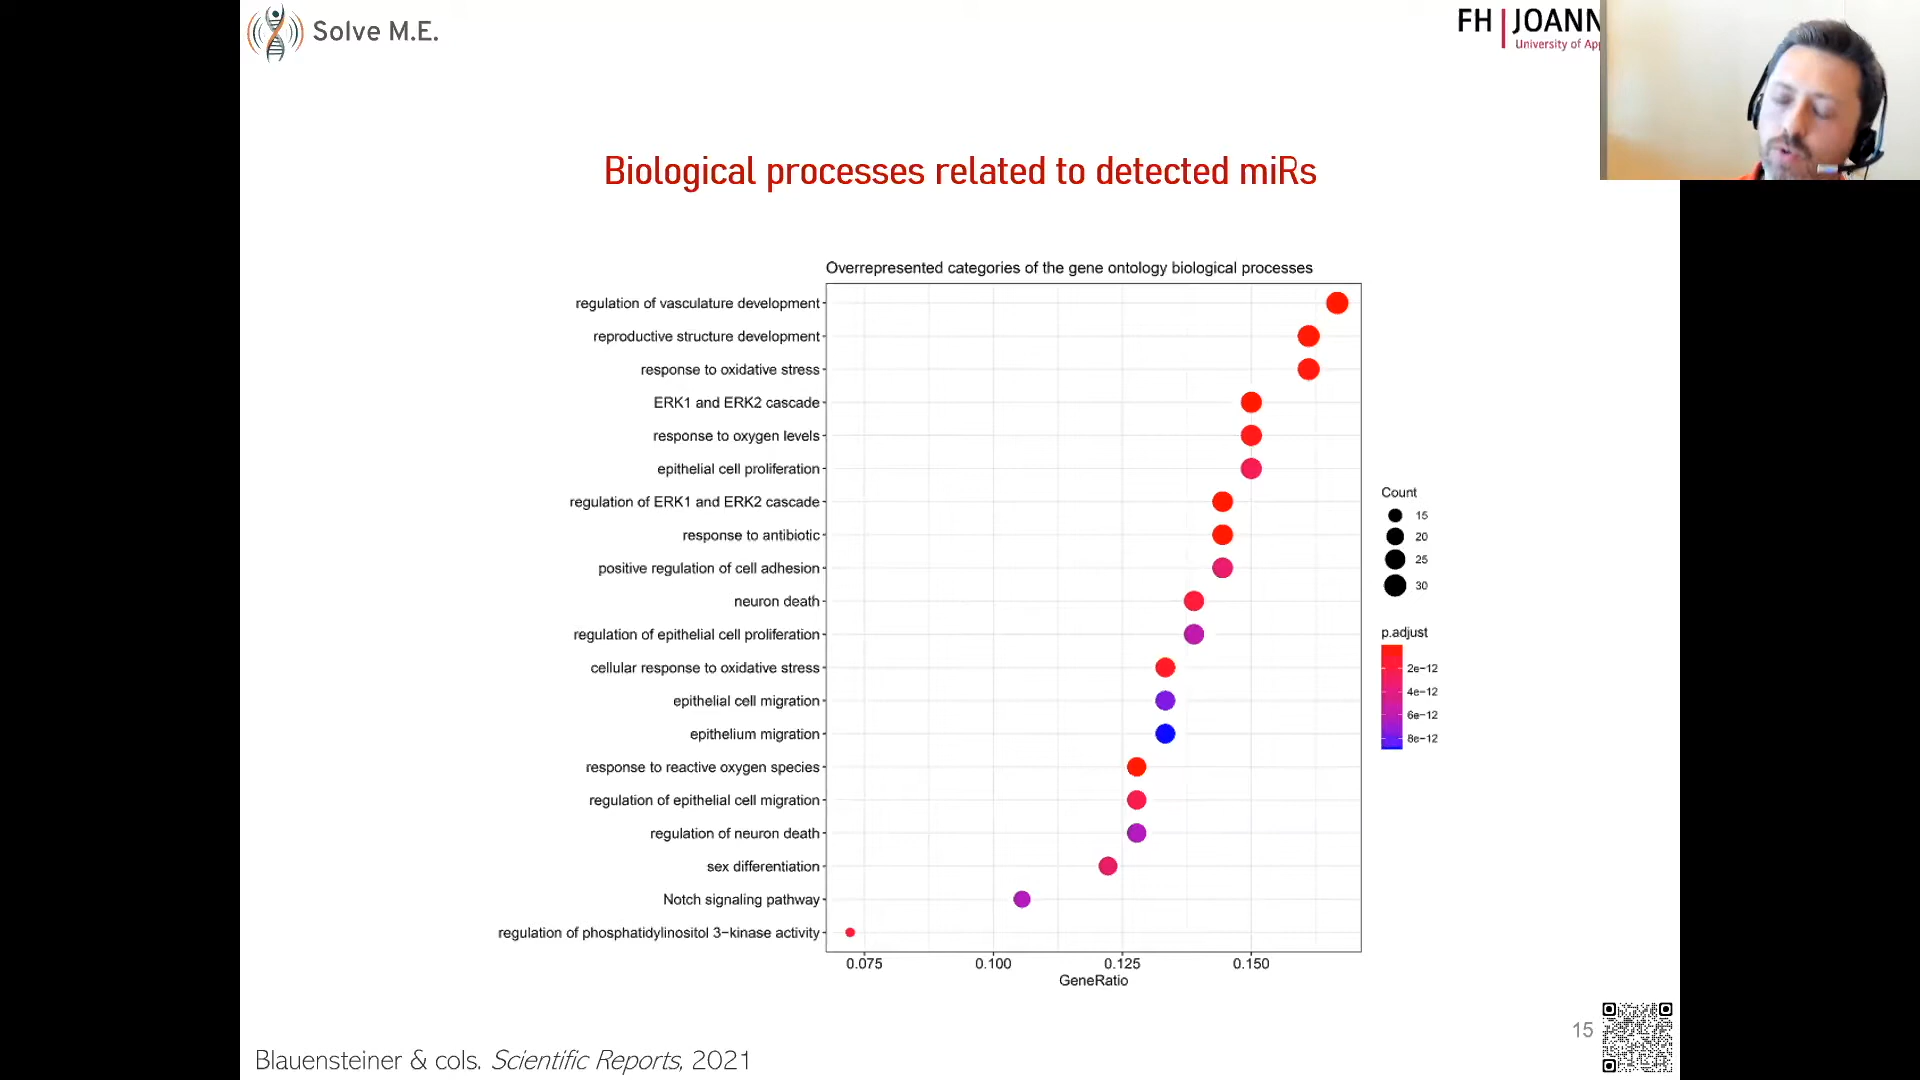 Solve M.E.
FH | JOANN
University of Ap
Biological processes related to detected miRs
Overrepresented categories of the gene ontology biological processes
regulation of vasculature development
reproductive structure development
response to oxidative stress
ERK1 and ERK2 cascade
response to oxygen levels
epithelial cell proliferation
regulation of ERK1 and ERK2 cascade
response to antibiotic
positive regulation of cell adhesion
neuron death
regulation of epithelial cell proliferation
cellular response to oxidative stress
epithelial cell migration
epithelium migration
response to reactive oxygen species
regulation of epithelial cell migration
regulation of neuron death
sex differentiation
Notch signaling pathway
regulation of phosphatidylinositol 3−kinase activity
0.075 0.100 0.125 0.150
GeneRatio
Count
15
20
25
30
p.adjust
2e−12
4e−12
6e−12
8e−12
15
Blauensteiner & cols. Scientific Reports, 2021